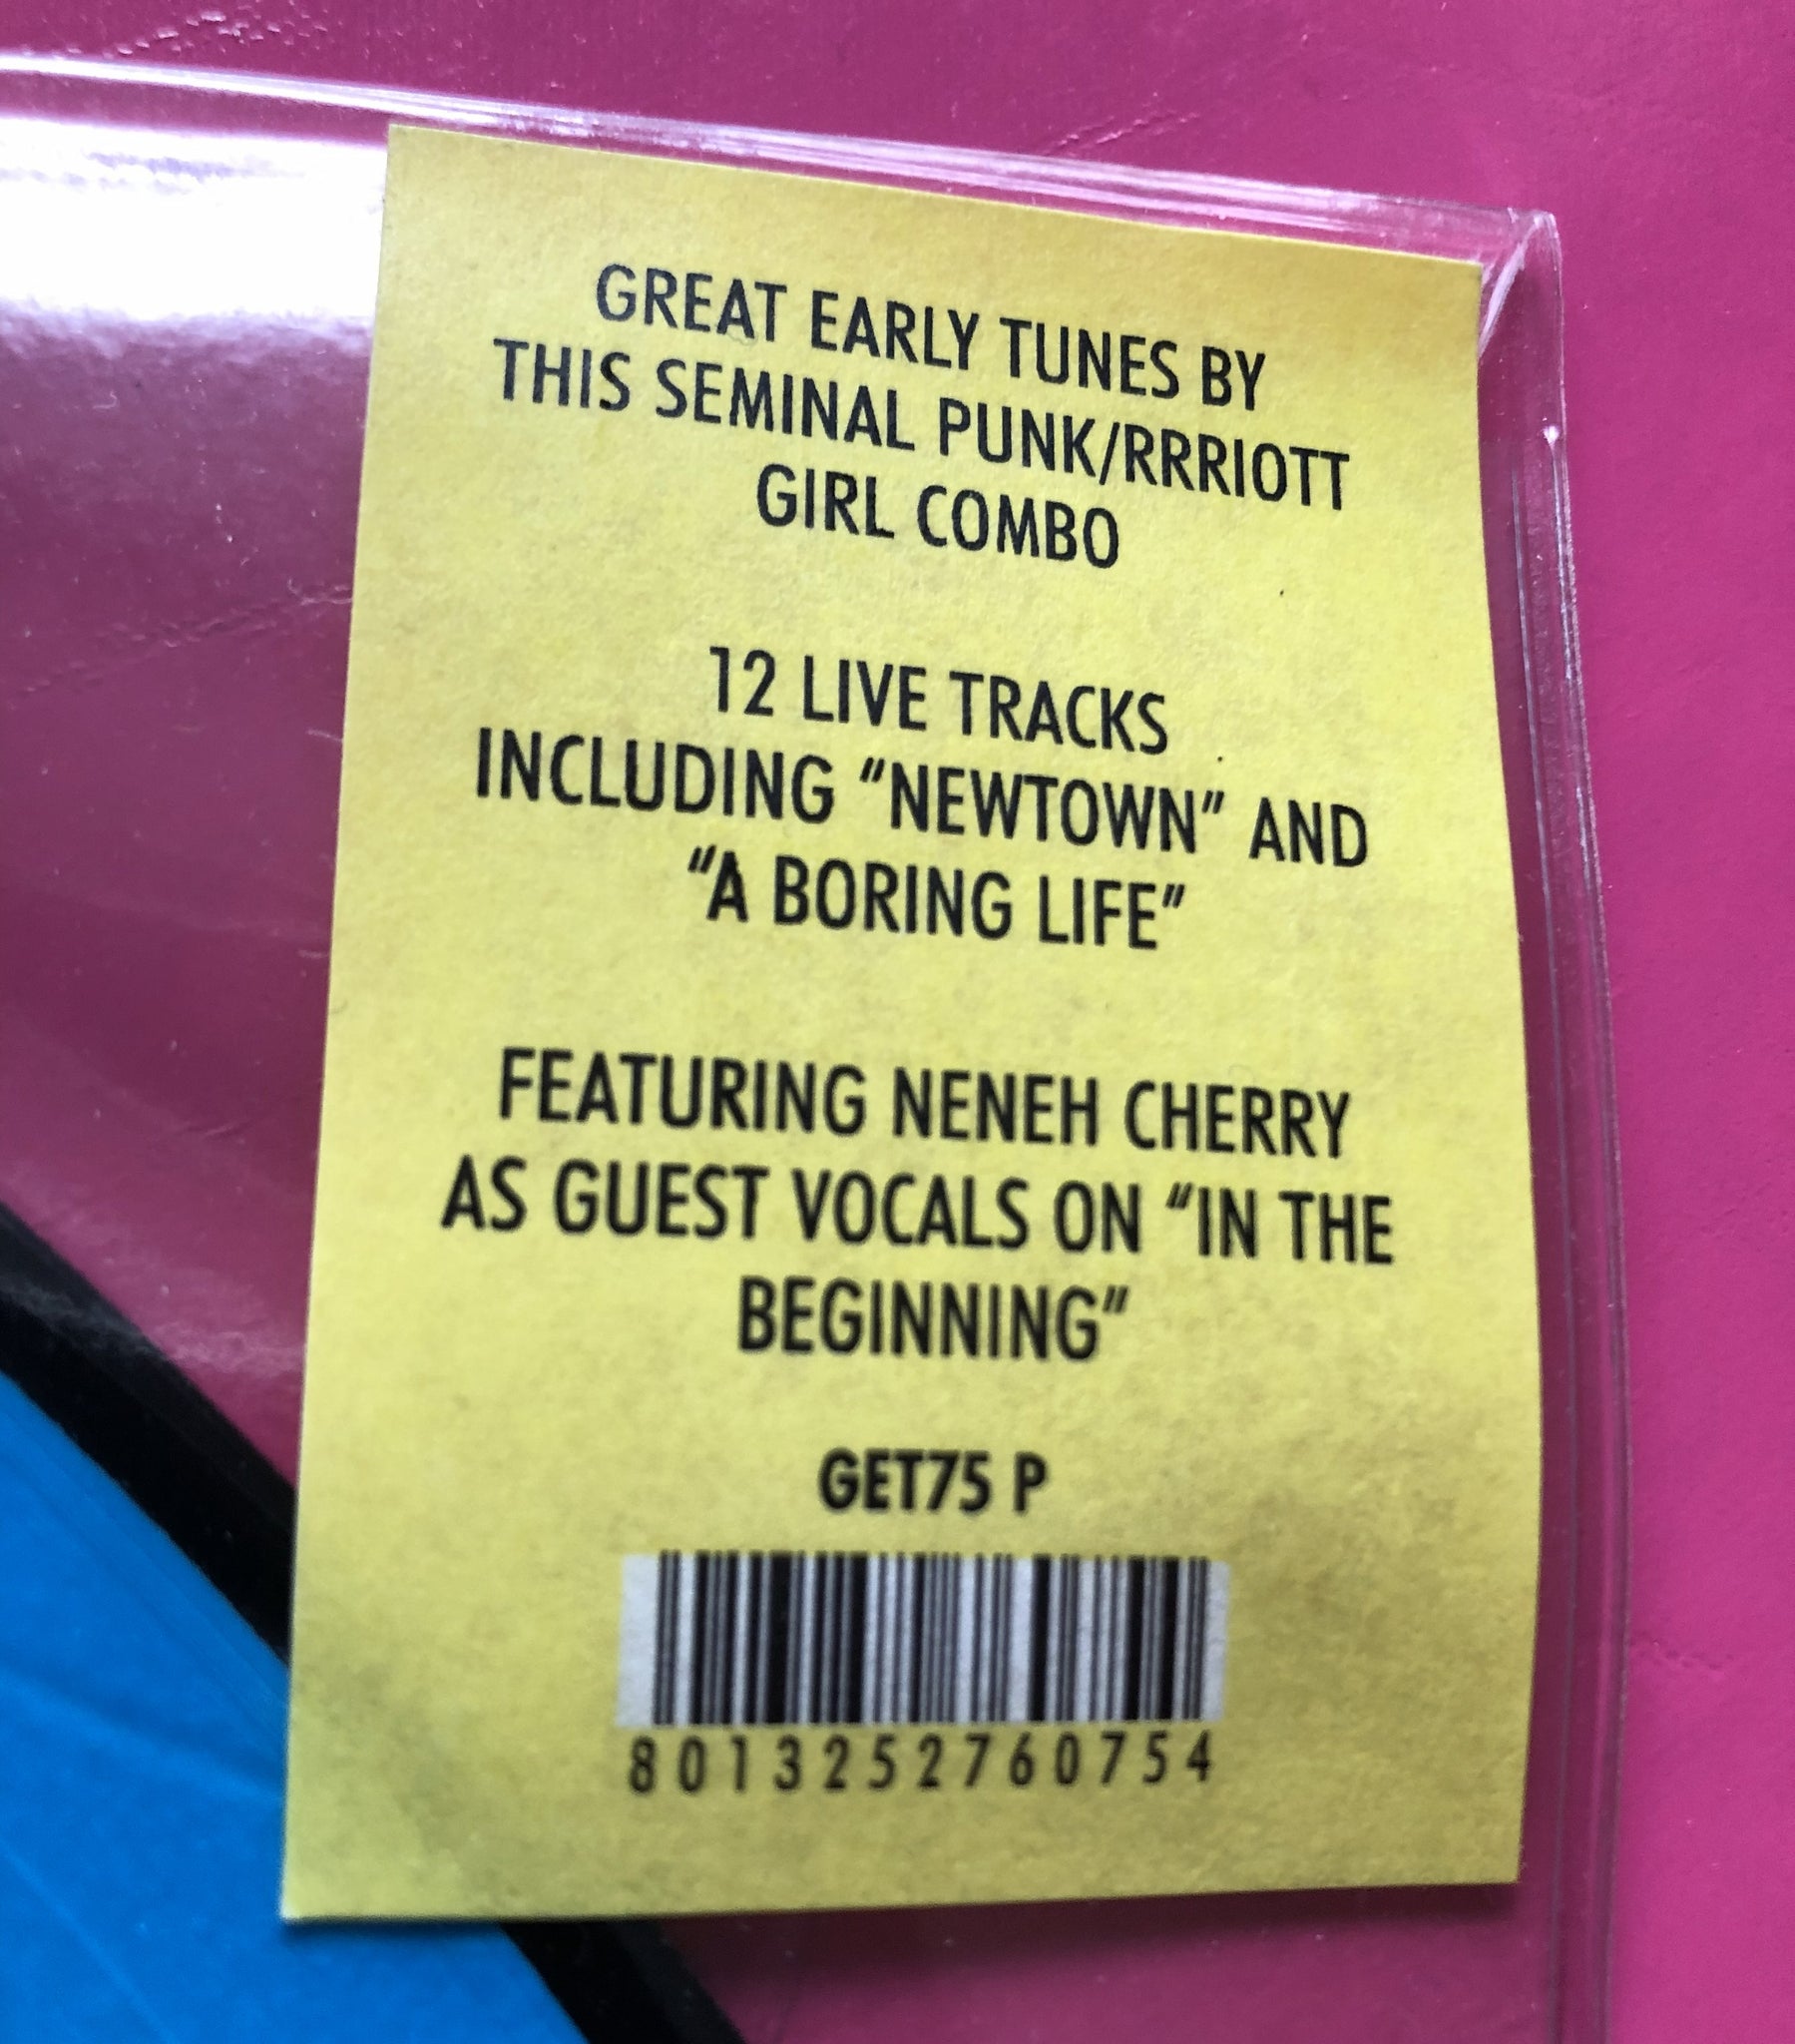 GREAT EARLY TUNES BY
THIS SEMINAL PUNK/RRRIOTT
GIRL COMBO
12 LIVE TRACKS
INCLUDING “NEWTOWN” AND
“A BORING LIFE”
FEATURING NENEH CHERRY
AS GUEST VOCALS ON “IN THE
BEGINNING”
GET75 P
8013252760754